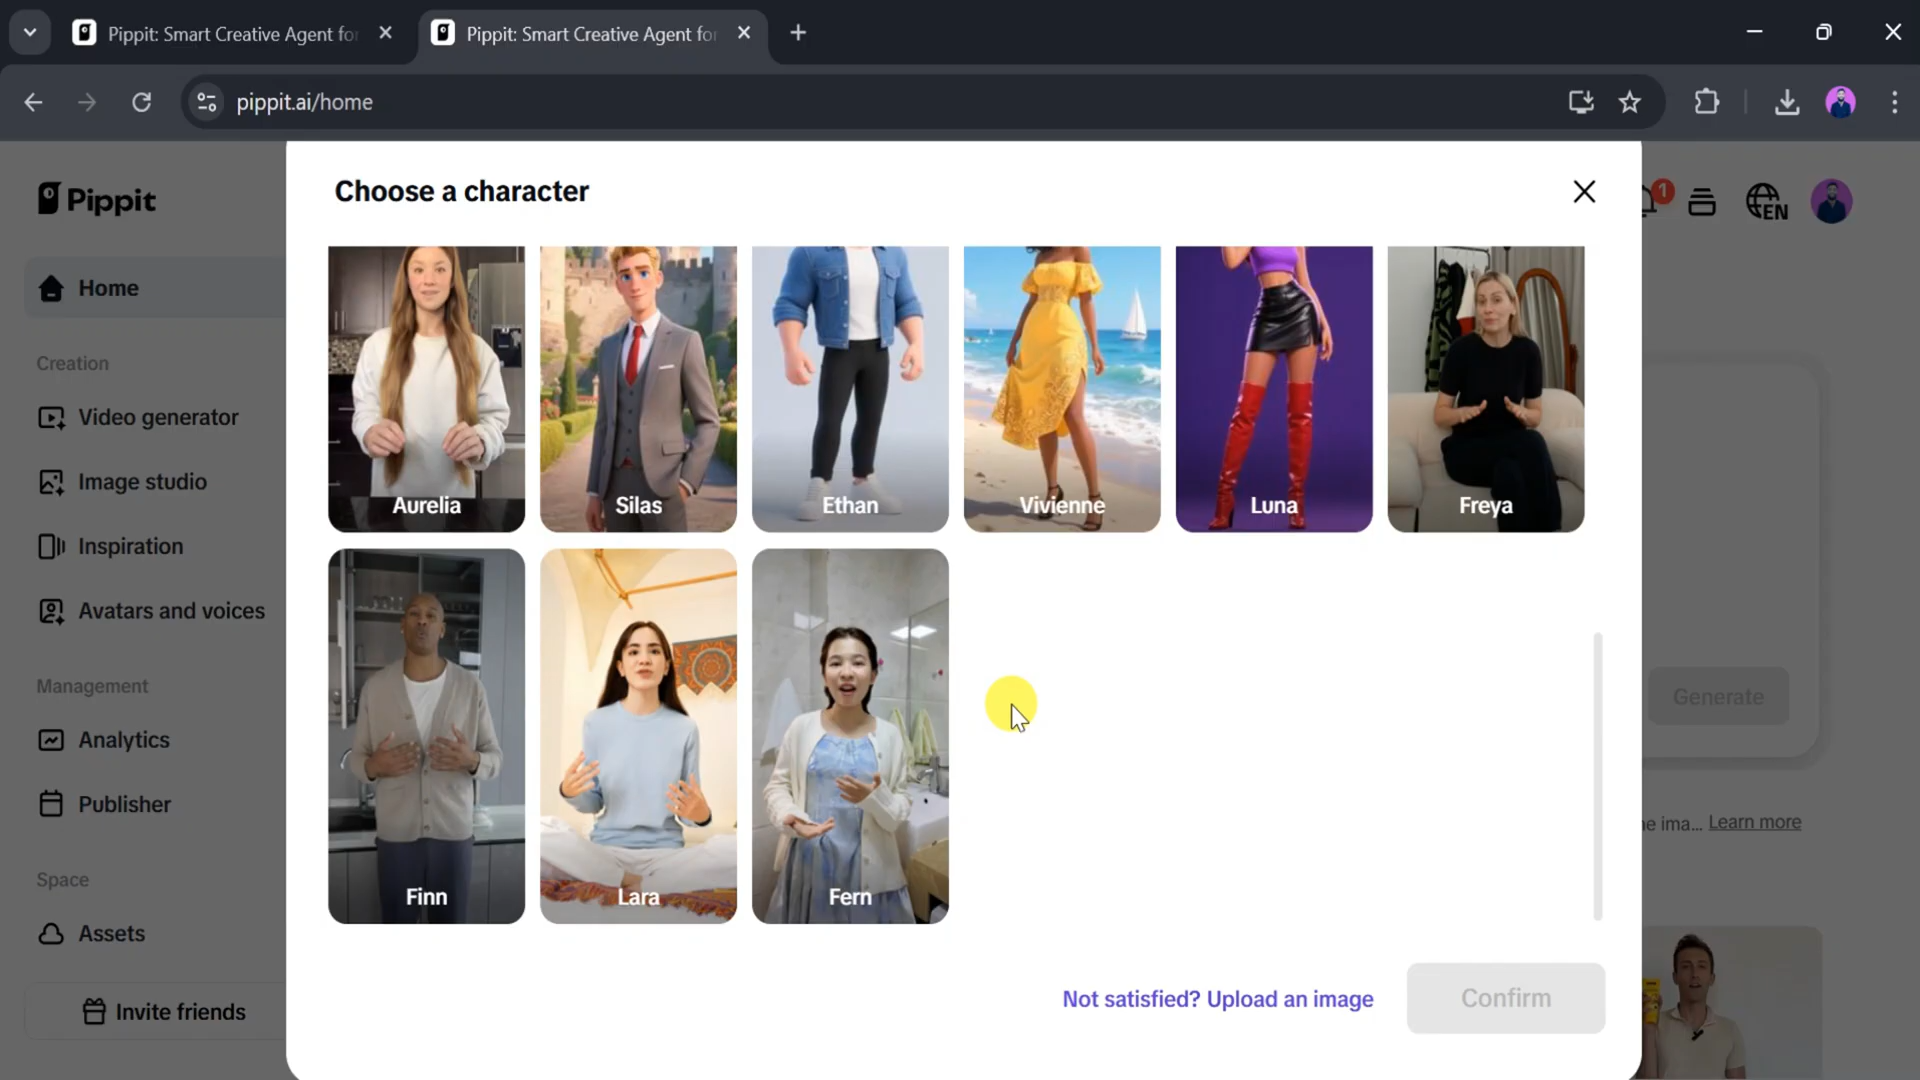 Pippit: Smart Creative Agent for
Pippit: Smart Creative Agent for
pippit.ai/home
Pippit
Choose a character
1
EN
Home
Creation
Video generator
Image studio
Inspiration
Avatars and voices
Management
Analytics
Publisher
Space
Assets
Invite friends
Aurelia
Silas
Ethan
Vivienne
Luna
Freya
Finn
Lara
Fern
Generate
he ima... Learn more
Not satisfied? Upload an image
Confirm